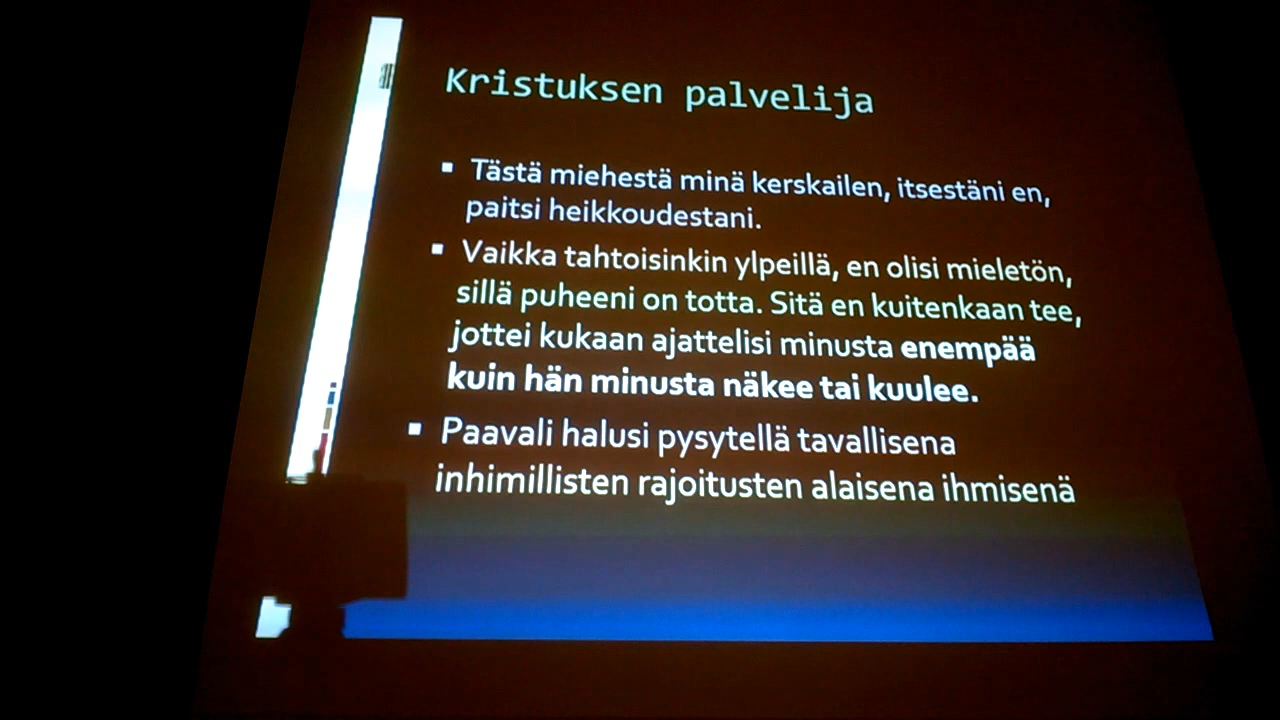 Kristuksen palvelija
▪ Tästä miehestä minä kerskailen, itsestäni en,
paitsi heikkoudestani.
▪ Vaikka tahtoisinkin ylpeillä, en olisi mieletön,
sillä puheeni on totta. Sitä en kuitenkaan tee,
jottei kukaan ajattelisi minusta enempää
kuin hän minusta näkee tai kuulee.
▪ Paavali halusi pysytellä tavallisena
inhimillisten rajoitusten alaisena ihmisenä